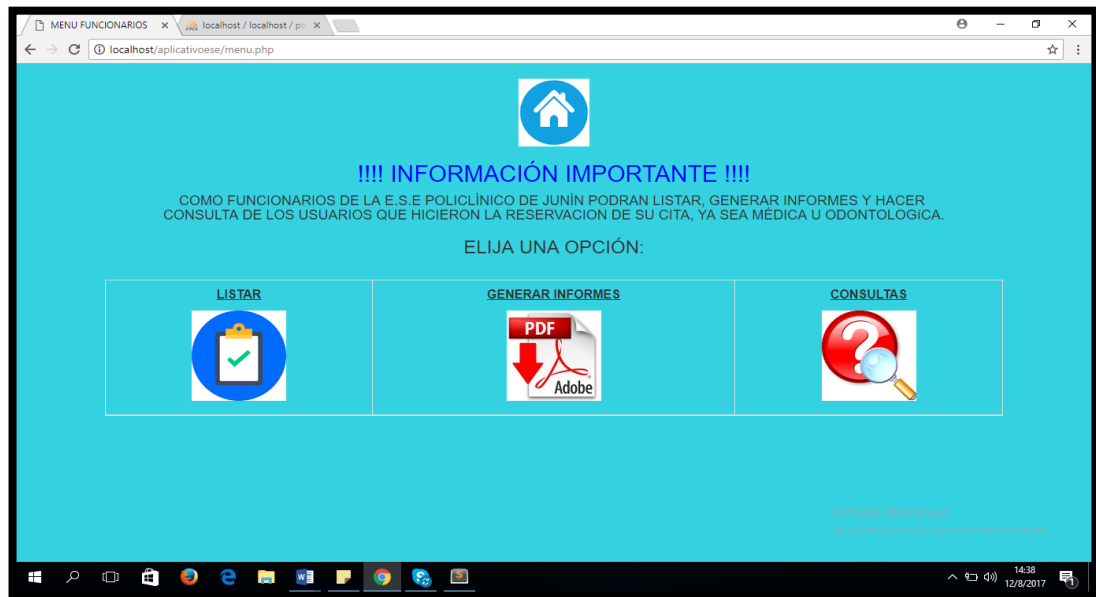 MENU FUNCIONARIOS
localhost / localhost / po
localhost/aplicativoese/menu.php
!!!! INFORMACIÓN IMPORTANTE !!!!
COMO FUNCIONARIOS DE LA E.S.E POLICLÍNICO DE JUNÍN PODRAN LISTAR, GENERAR INFORMES Y HACER
CONSULTA DE LOS USUARIOS QUE HICIERON LA RESERVACION DE SU CITA, YA SEA MÉDICA U ODONTOLOGíCA.
ELIJA UNA OPCIÓN:
LISTAR
GENERAR INFORMES
CONSULTAS
PDF
Adobe
Activar Windows
14:38
12/8/2017